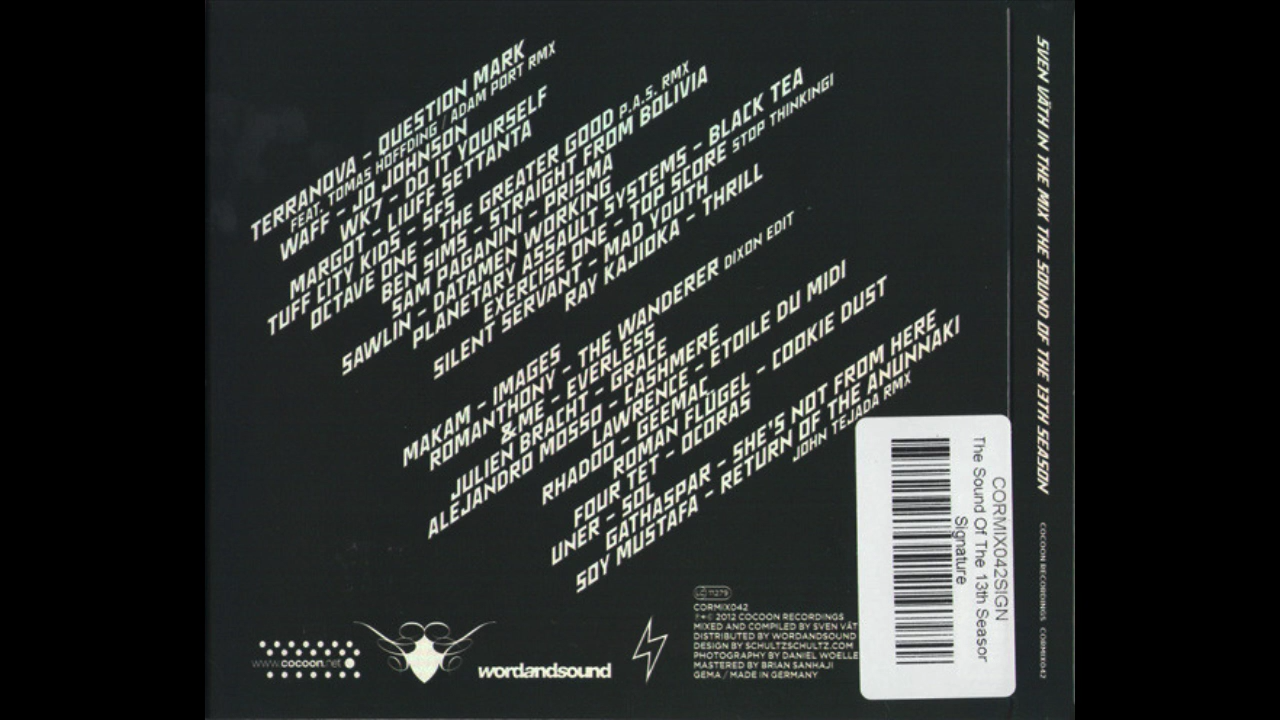 TERRANOVA - QUESTION MARK
FEAT. TOMAS HÖFFDING / ADAM PORT RMX
WAFF - JO JOHNSON
WK7 - DO IT YOURSELF
MARGOT - LIUFF SETTANTA
TUFF CITY KIDS - SFS
OCTAVE ONE - THE GREATER GOOD P.A.S. RMX
BEN SIMS - STRAIGHT FROM BOLIVIA
SAM PAGANINI - PRISMA
SAWLIN - DATAMEN WORKING
PLANETARY ASSAULT SYSTEMS - BLACK TEA
EXERCISE ONE - TOP SCORE STOP THINKING!
SILENT SERVANT - MAD YOUTH
RAY KAJIOKA - THRILL
MAKAM - IMAGES
ROMANTHONY - THE WANDERER DIXON EDIT
&ME - EVERLESS
JULIEN BRACHT - GRACE
ALEJANDRO MOSSO - CASHMERE
LAWRENCE - ETOILE DU MIDI
RHADOO - GEEMAC
ROMAN FLÜGEL - COOKIE DUST
FOUR TET - OCORAS
UNER - SOL
GATHASPAR - SHE'S NOT FROM HERE
SOY MUSTAFA - RETURN OF THE ANUNNAKI
JOHN TEJADA RMX
www.cocoon.net
wordandsound
LC 11279
CORMIX042
℗+© 2012 COCOON RECORDINGS
MIXED AND COMPILED BY SVEN VÄT
DISTRIBUTED BY WORDANDSOUND
DESIGN BY SCHULTZSCHULTZ.COM
PHOTOGRAPHY BY DANIEL WOELLE
MASTERED BY BRIAN SANHAJI
GEMA / MADE IN GERMANY
CORMIX042SIGN
The Sound Of The 13th Seasor
Signature
SVEN VÄTH IN THE MIX THE SOUND OF THE 13TH SEASON
COCOON RECORDINGS CORMIX042